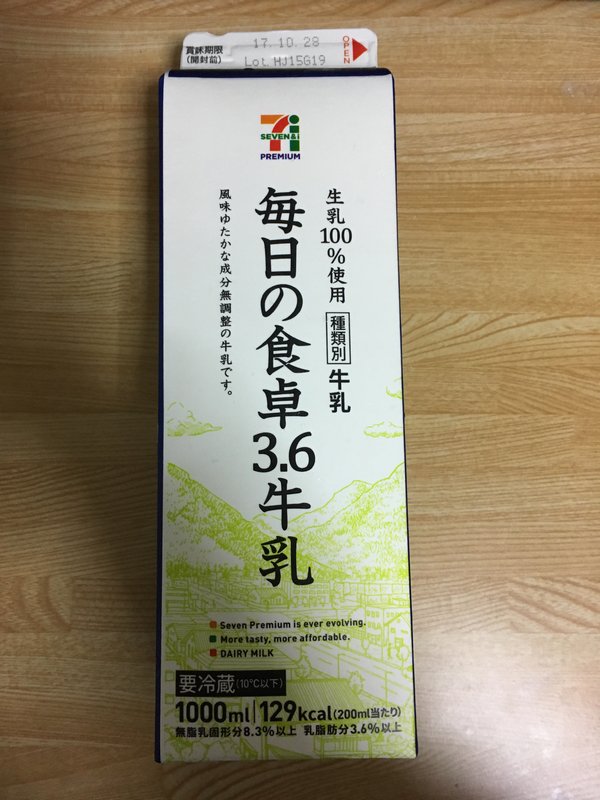 賞味期限
(開封前)
17.10.28
Lot.HJ15G19
OPEN
7i
SEVEN&i
PREMIUM
生乳100%使用 種類別 牛乳
毎日の食卓3.6牛乳
風味ゆたかな成分無調整の牛乳です。
Seven Premium is ever evolving.
More tasty, more affordable.
DAIRY MILK
要冷蔵(10℃以下)
1000ml|129kcal(200ml当たり)
無脂乳固形分8.3%以上 乳脂肪分3.6%以上